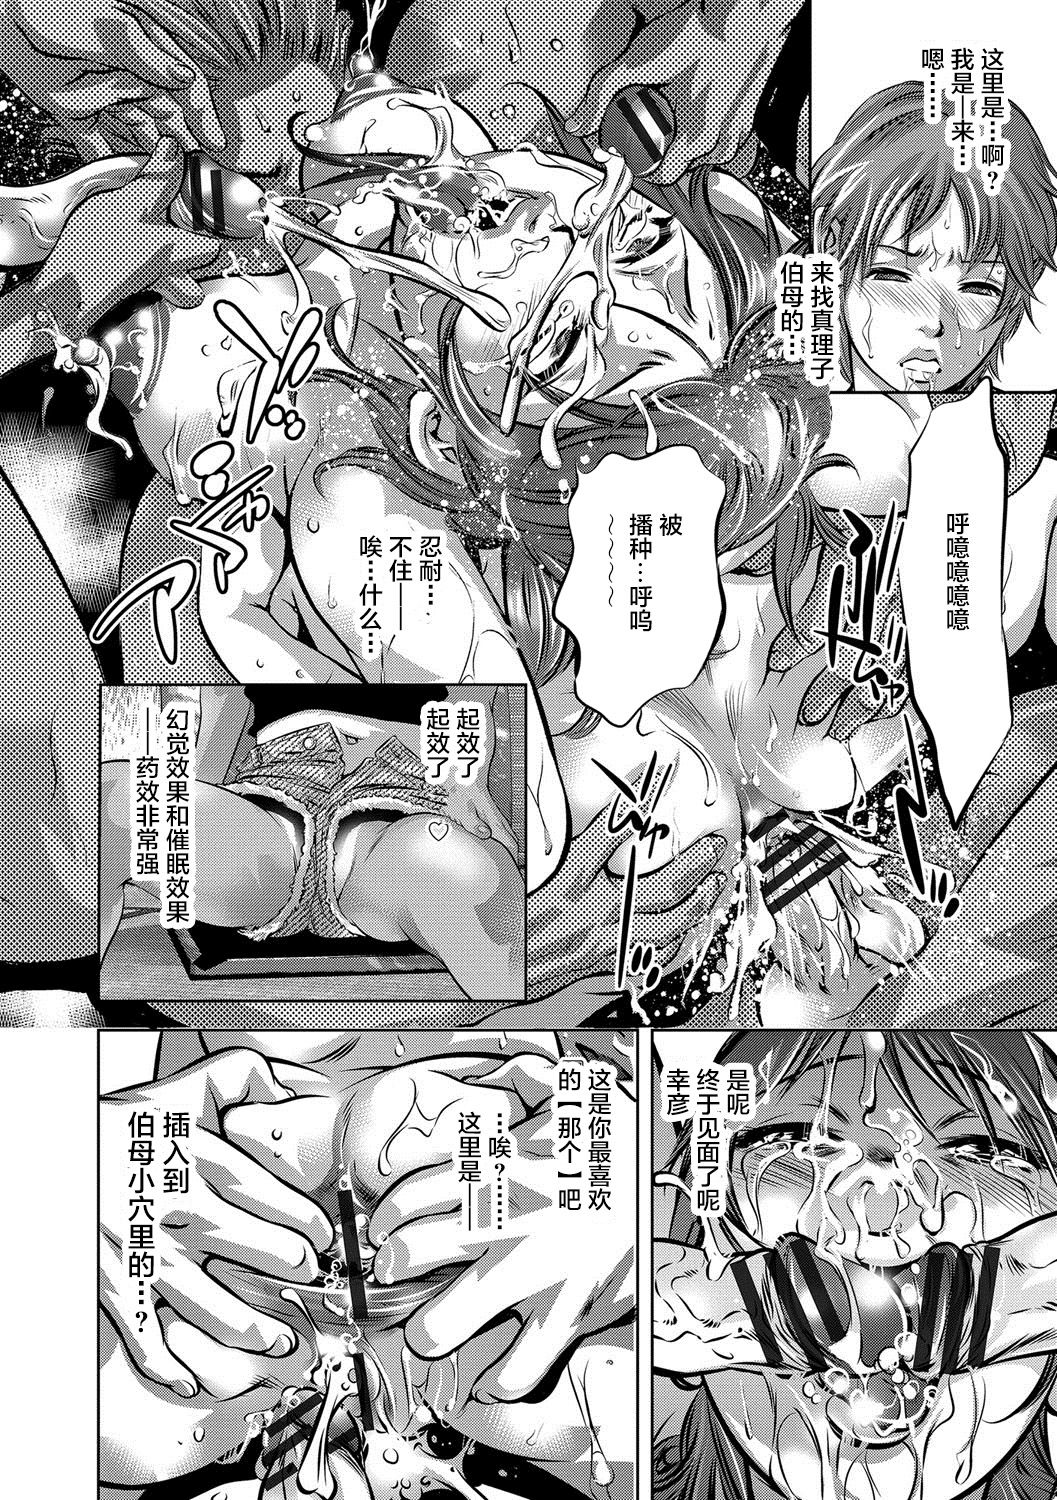 这里是…啊?
我是——来…
嗯……
来找真理子
伯母的…
呼噫噫噫噫
被
播种…呼呜
～～～～
忍耐…
不住——
唉…什么…
起效了
起效了
♡
幻觉效果和催眠效果
——药效非常强
是呢
终于见面了呢
幸彦
这是你最喜欢
的【那个】吧
…唉?……
这里是——
插入到
伯母小穴里的…?